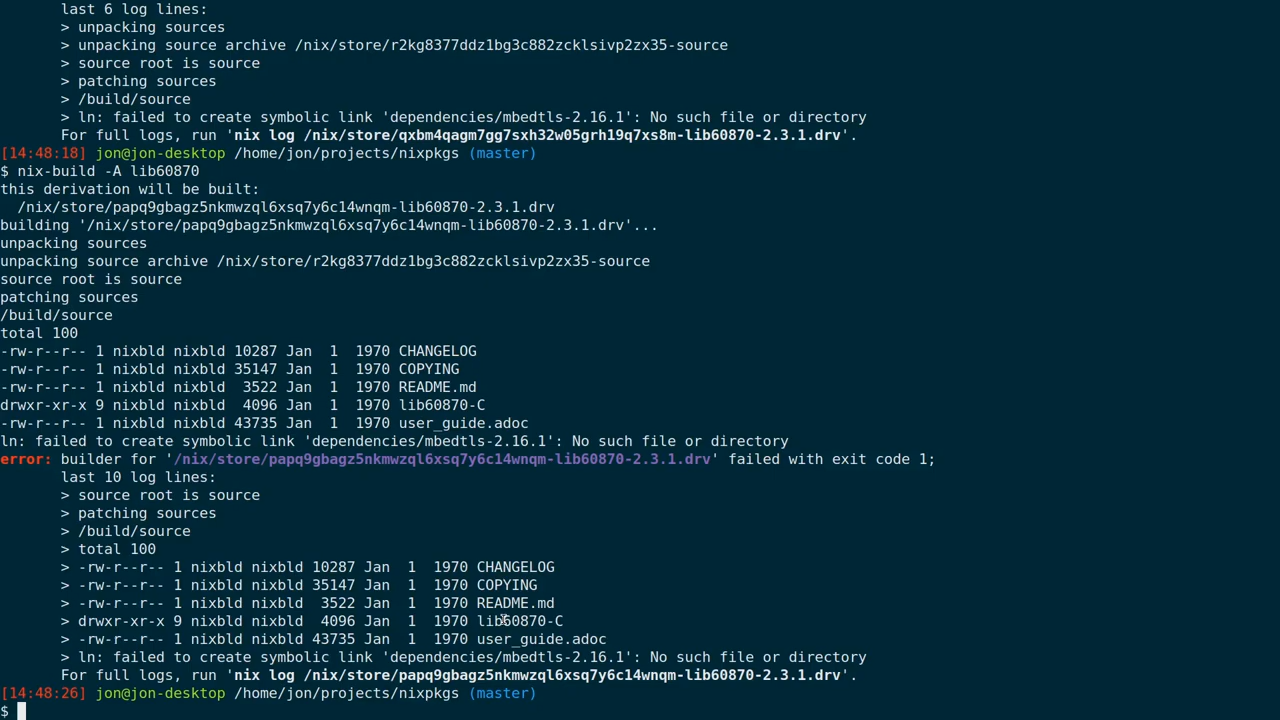 last 6 log lines:
> unpacking sources
> unpacking source archive /nix/store/r2kg8377ddz1bg3c882zcklsivp2zx35-source
> source root is source
> patching sources
> /build/source
> ln: failed to create symbolic link 'dependencies/mbedtls-2.16.1': No such file or directory
For full logs, run 'nix log /nix/store/qxbm4qagm7gg7sxh32w05grh19q7xs8m-lib60870-2.3.1.drv'.
[14:48:18] jon@jon-desktop /home/jon/projects/nixpkgs (master)
$ nix-build -A lib60870
this derivation will be built:
/nix/store/papq9gbagz5nkmwzql6xsq7y6c14wnqm-lib60870-2.3.1.drv
building '/nix/store/papq9gbagz5nkmwzql6xsq7y6c14wnqm-lib60870-2.3.1.drv'...
unpacking sources
unpacking source archive /nix/store/r2kg8377ddz1bg3c882zcklsivp2zx35-source
source root is source
patching sources
/build/source
total 100
-rw-r--r-- 1 nixbld nixbld 10287 Jan  1  1970 CHANGELOG
-rw-r--r-- 1 nixbld nixbld 35147 Jan  1  1970 COPYING
-rw-r--r-- 1 nixbld nixbld  3522 Jan  1  1970 README.md
drwxr-xr-x 9 nixbld nixbld  4096 Jan  1  1970 lib60870-C
-rw-r--r-- 1 nixbld nixbld 43735 Jan  1  1970 user_guide.adoc
ln: failed to create symbolic link 'dependencies/mbedtls-2.16.1': No such file or directory
error: builder for '/nix/store/papq9gbagz5nkmwzql6xsq7y6c14wnqm-lib60870-2.3.1.drv' failed with exit code 1;
last 10 log lines:
> source root is source
> patching sources
> /build/source
> total 100
> -rw-r--r-- 1 nixbld nixbld 10287 Jan  1  1970 CHANGELOG
> -rw-r--r-- 1 nixbld nixbld 35147 Jan  1  1970 COPYING
> -rw-r--r-- 1 nixbld nixbld  3522 Jan  1  1970 README.md
> drwxr-xr-x 9 nixbld nixbld  4096 Jan  1  1970 lib60870-C
> -rw-r--r-- 1 nixbld nixbld 43735 Jan  1  1970 user_guide.adoc
> ln: failed to create symbolic link 'dependencies/mbedtls-2.16.1': No such file or directory
For full logs, run 'nix log /nix/store/papq9gbagz5nkmwzql6xsq7y6c14wnqm-lib60870-2.3.1.drv'.
[14:48:26] jon@jon-desktop /home/jon/projects/nixpkgs (master)
$